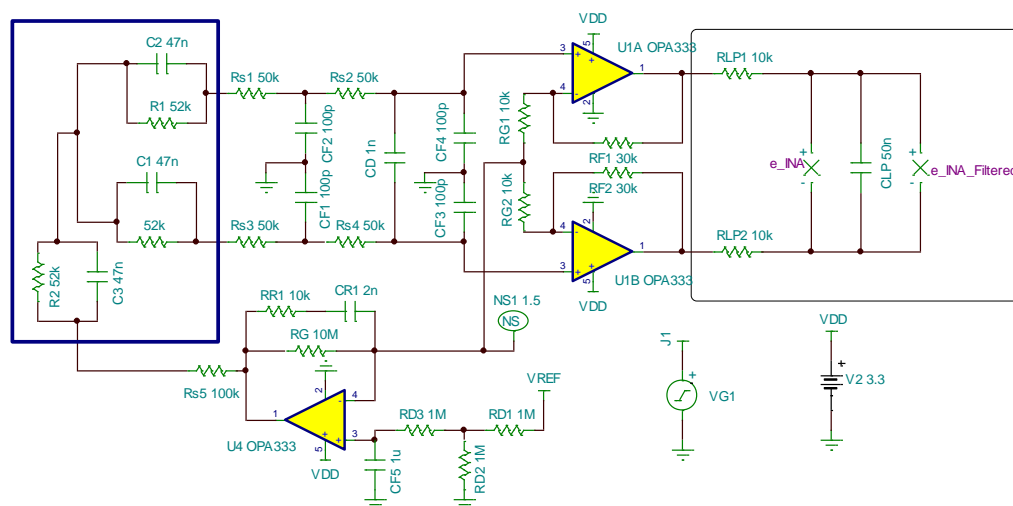 C2 47n
R1 52k
C1 47n
52k
R2 52k
C3 47n
Rs1 50k
Rs2 50k
CF2 100p
CF1 100p
CD 1n
CF4 100p
CF3 100p
Rs3 50k
Rs4 50k
VDD
U1A OPA333
3
4
5
2
1
+
+
-
RG1 10k
RF1 30k
RF2 30k
RG2 10k
4
3
2
5
1
-
+
+
U1B OPA333
VDD
RLP1 10k
RLP2 10k
+
e_INA
-
CLP 50n
+
e_INA_Filtered
-
RR1 10k
CR1 2n
RG 10M
NS1 1.5
NS
Rs5 100k
1
2
4
3
5
-
+
+
U4 OPA333
VDD
VREF
RD3 1M
RD1 1M
RD2 1M
CF5 1u
J1
+
VG1
VDD
+
V2 3.3